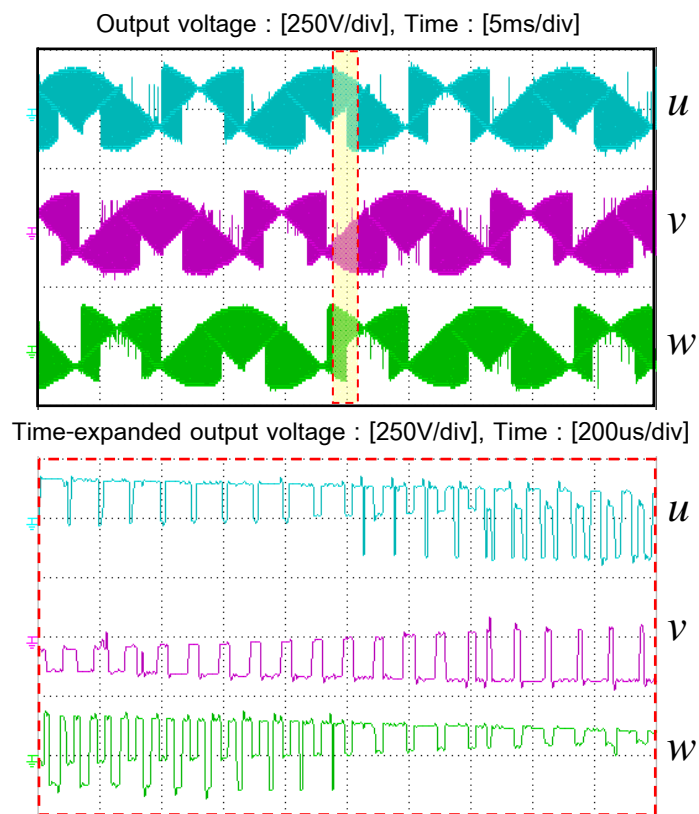 Output voltage : [250V/div], Time : [5ms/div]
u
v
w
Time-expanded output voltage : [250V/div], Time : [200us/div]
u
v
w